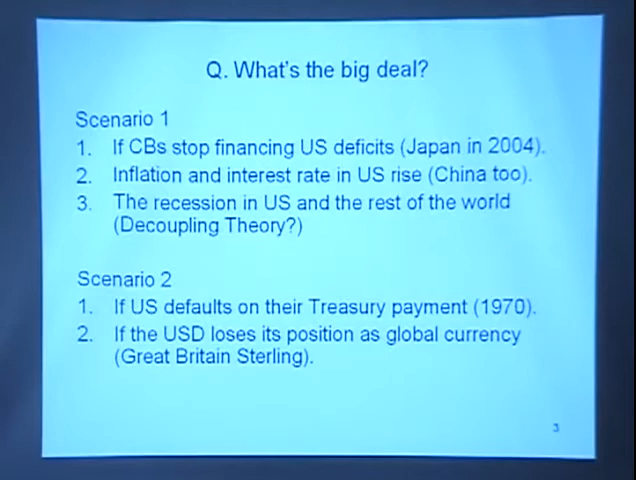 Q. What's the big deal?
Scenario 1
1. If CBs stop financing US deficits (Japan in 2004).
2. Inflation and interest rate in US rise (China too).
3. The recession in US and the rest of the world
(Decoupling Theory?)
Scenario 2
1. If US defaults on their Treasury payment (1970).
2. If the USD loses its position as global currency
(Great Britain Sterling).
3